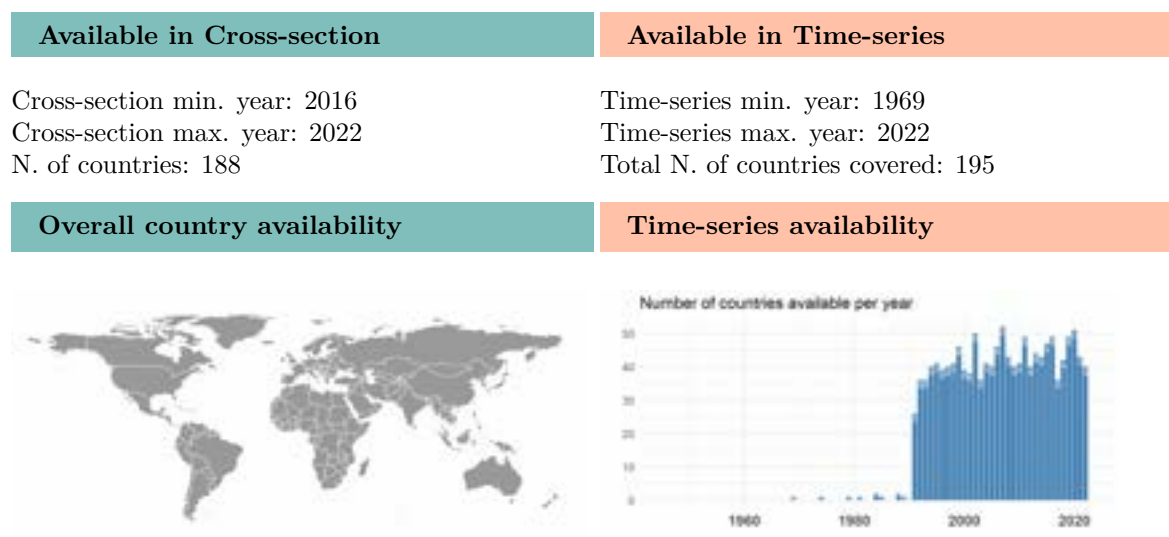 Available in Cross-section
Available in Time-series
Cross-section min. year: 2016
Cross-section max. year: 2022
N. of countries: 188
Time-series min. year: 1969
Time-series max. year: 2022
Total N. of countries covered: 195
Overall country availability
Time-series availability
Number of countries available per year
50
40
30
20
10
0
1960
1980
2000
2020